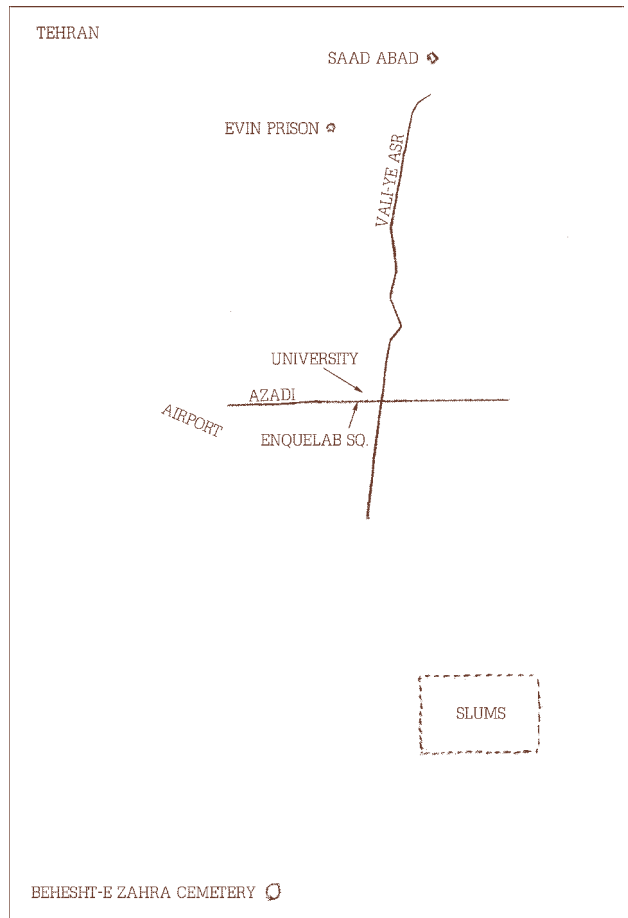 TEHRAN
SAAD ABAD
EVIN PRISON
VALI-YE ASR
UNIVERSITY
AZADI
AIRPORT
ENQUELAB SQ.
SLUMS
BEHESHT-E ZAHRA CEMETERY